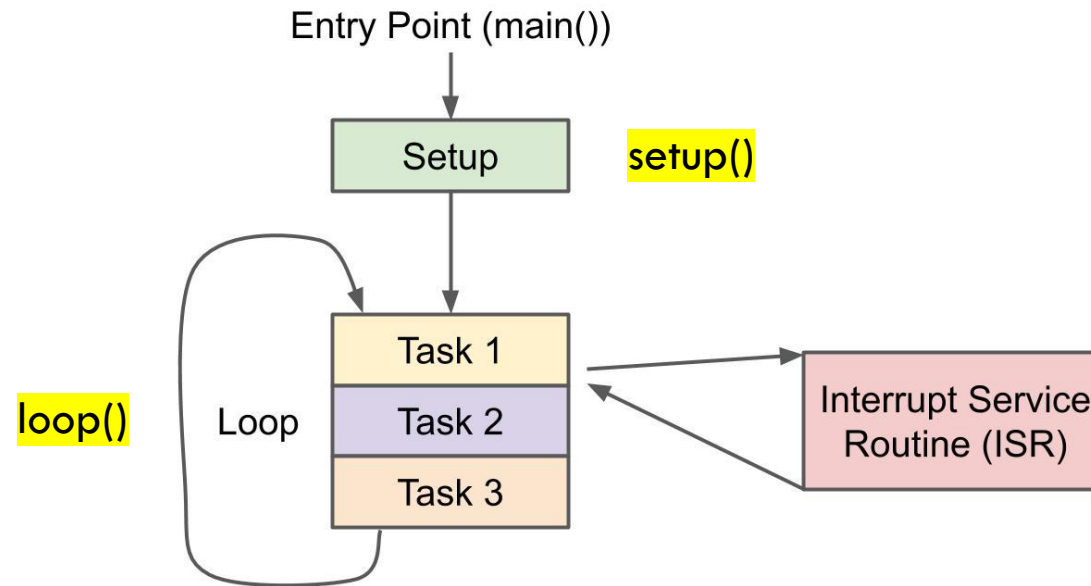 Entry Point (main())
Setup
setup()
Task 1
loop()
Loop
Task 2
Task 3
Interrupt Service
Routine (ISR)